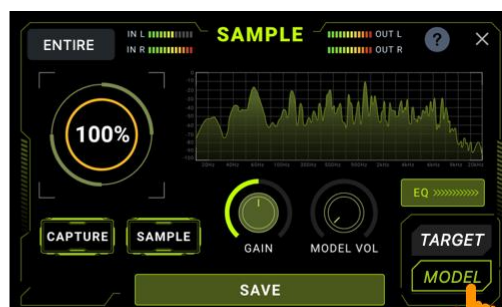 ENTIRE
IN L
IN R
SAMPLE
OUT L
OUT R
?
100%
CAPTURE
SAMPLE
GAIN
MODEL VOL
EQ
TARGET
MODEL
SAVE